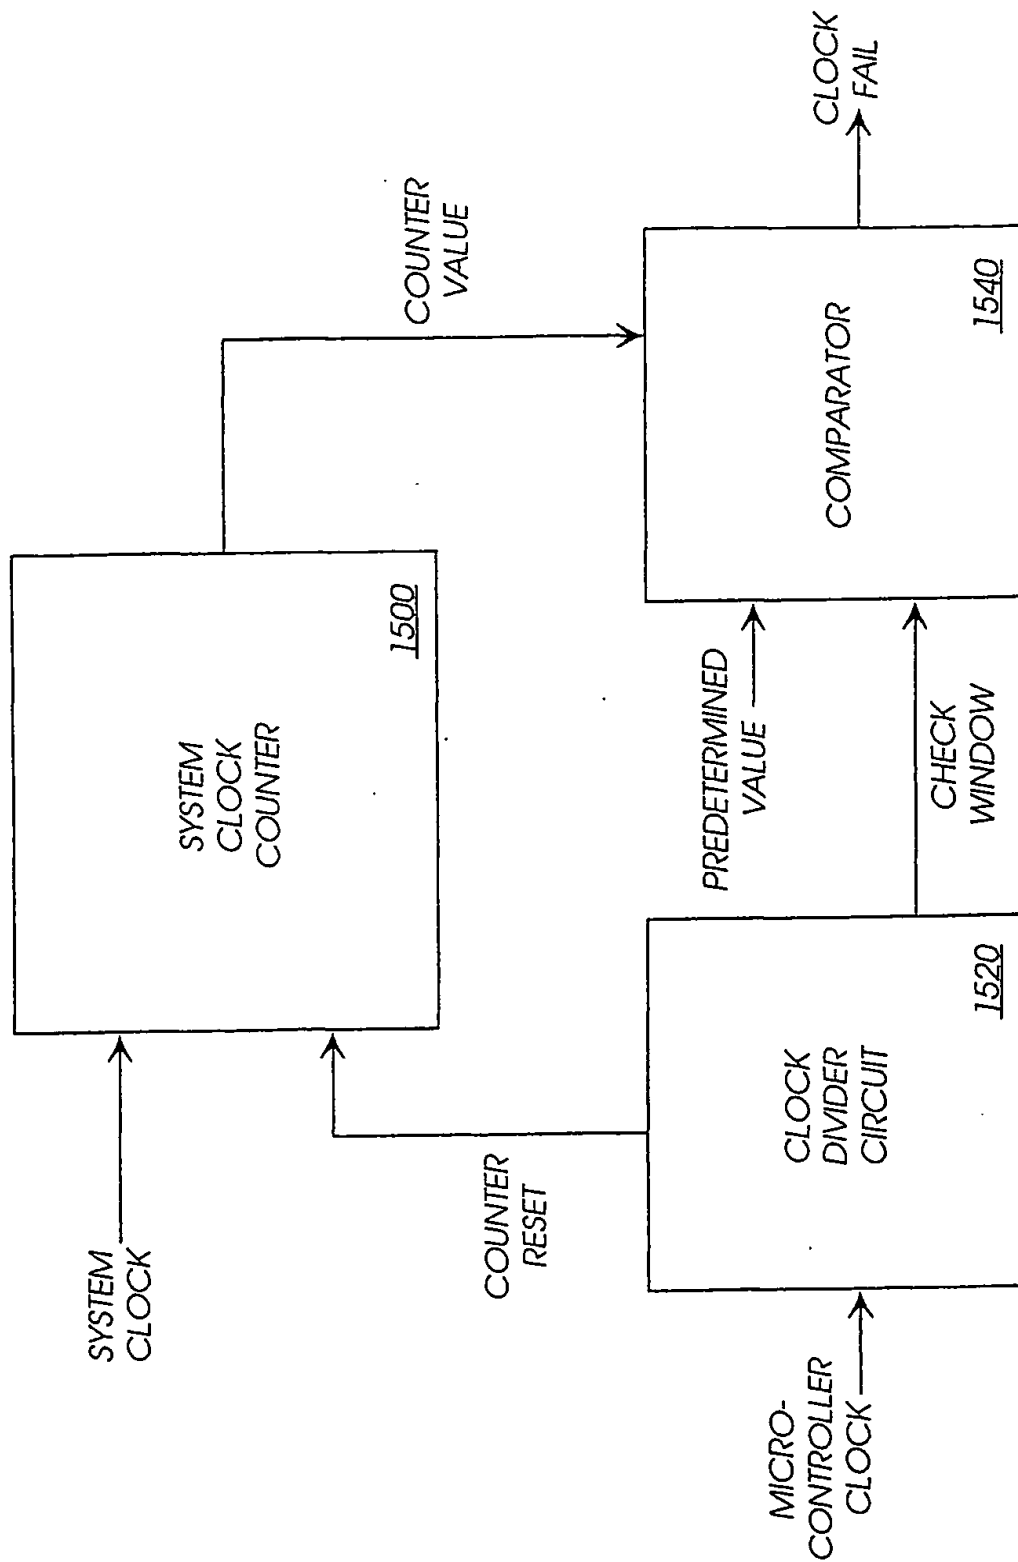 SYSTEM
CLOCK
SYSTEM
CLOCK
COUNTER
1500
COUNTER
RESET
COUNTER
VALUE
MICRO-
CONTROLLER
CLOCK
CLOCK
DIVIDER
CIRCUIT
1520
PREDETERMINED
VALUE
CHECK
WINDOW
COMPARATOR
1540
CLOCK
FAIL